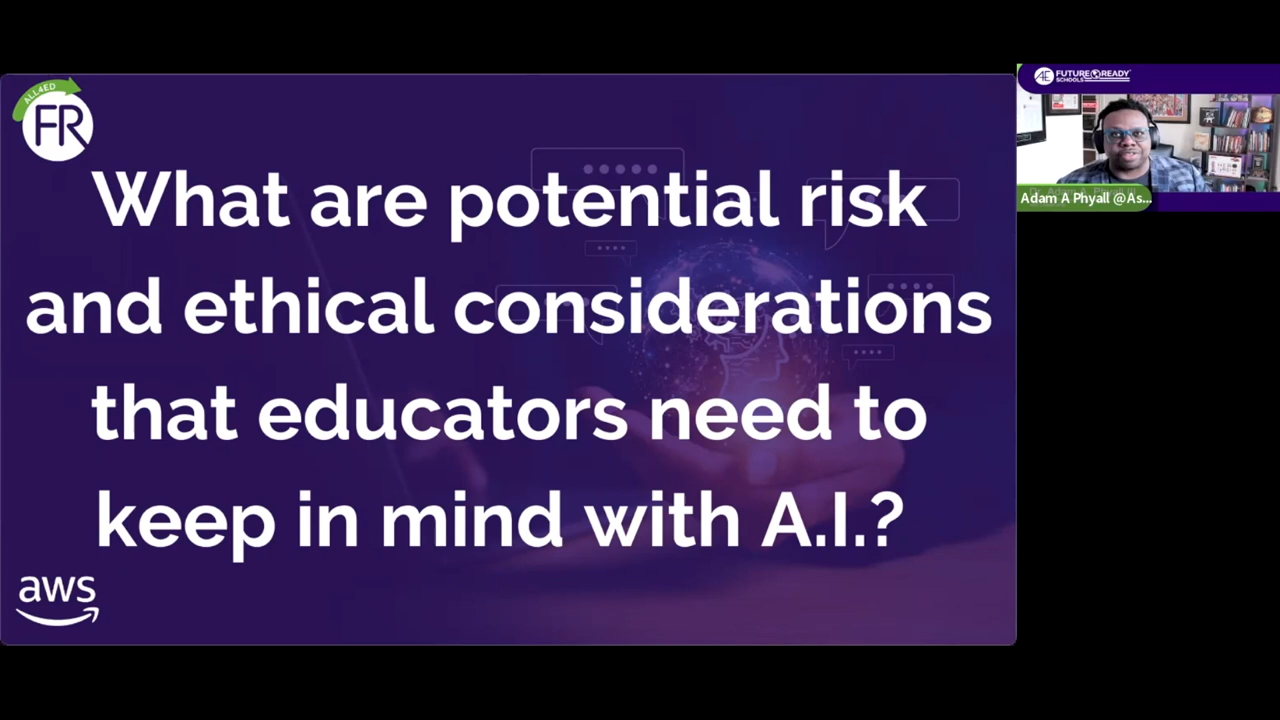 ALL4ED
FR
What are potential risk
and ethical considerations
that educators need to
keep in mind with A.I.?
aws
FUTURE READY
SCHOOLS
Adam A Phyall @As...